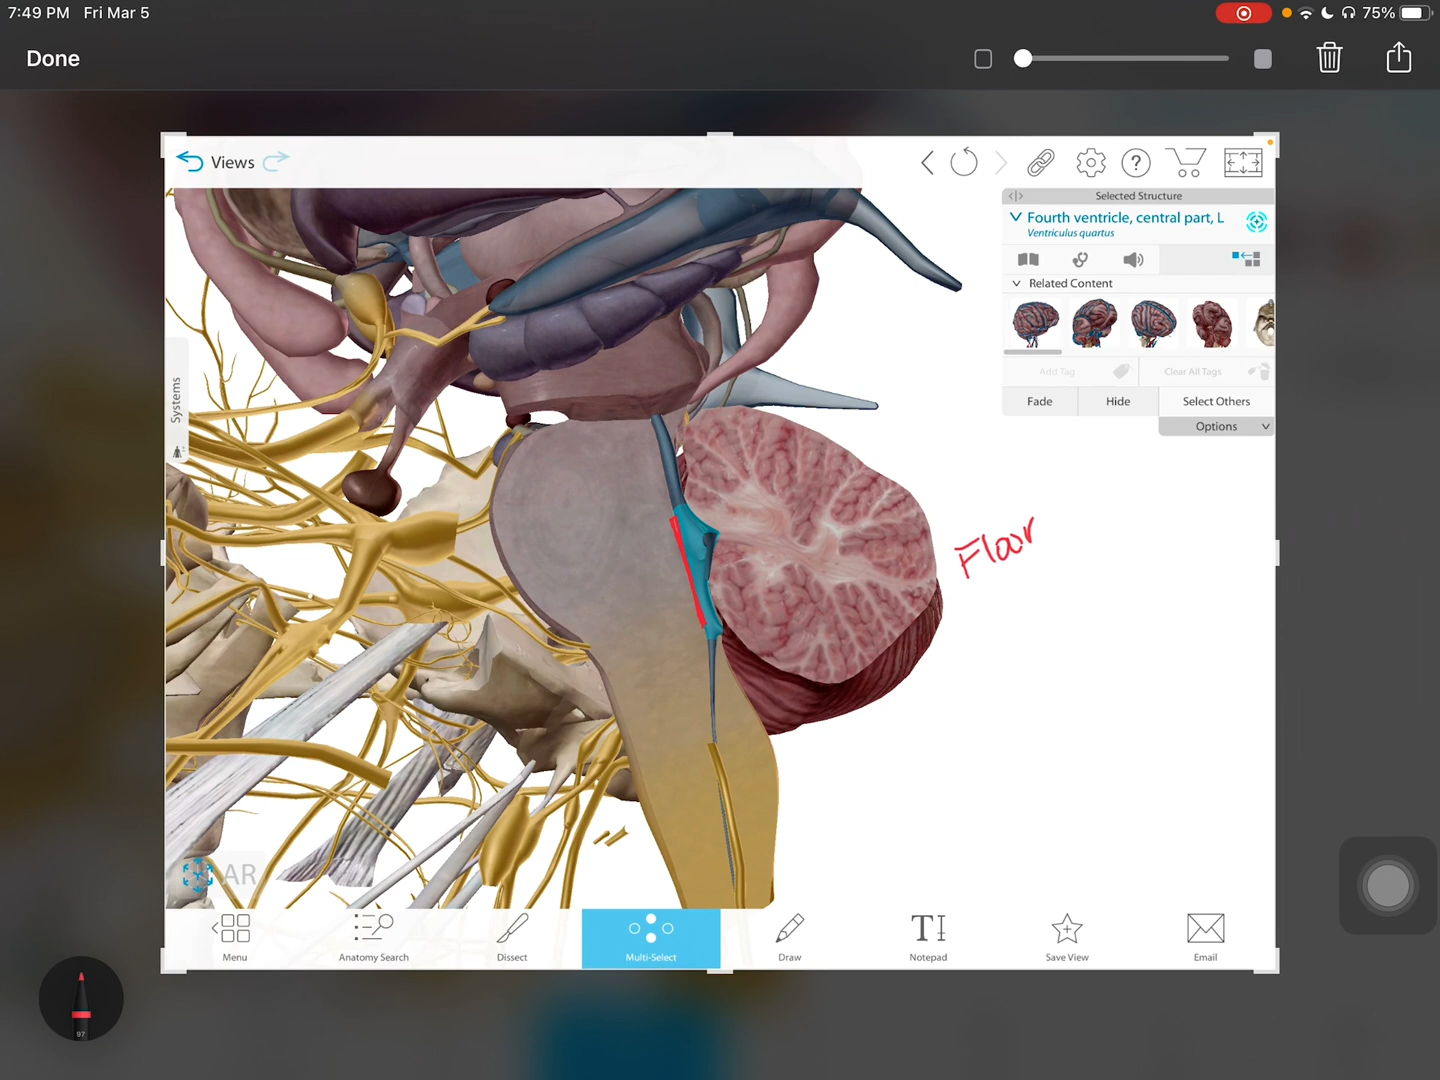 7:49 PM Fri Mar 5
75%
Done
Views
Selected Structure
Fourth ventricle, central part, L
Ventriculus quartus
Related Content
Add Tag
Clear All Tags
Fade
Hide
Select Others
Options
Systems
Floor
AR
Menu
Anatomy Search
Dissect
Multi-Select
Draw
Notepad
Save View
Email
97